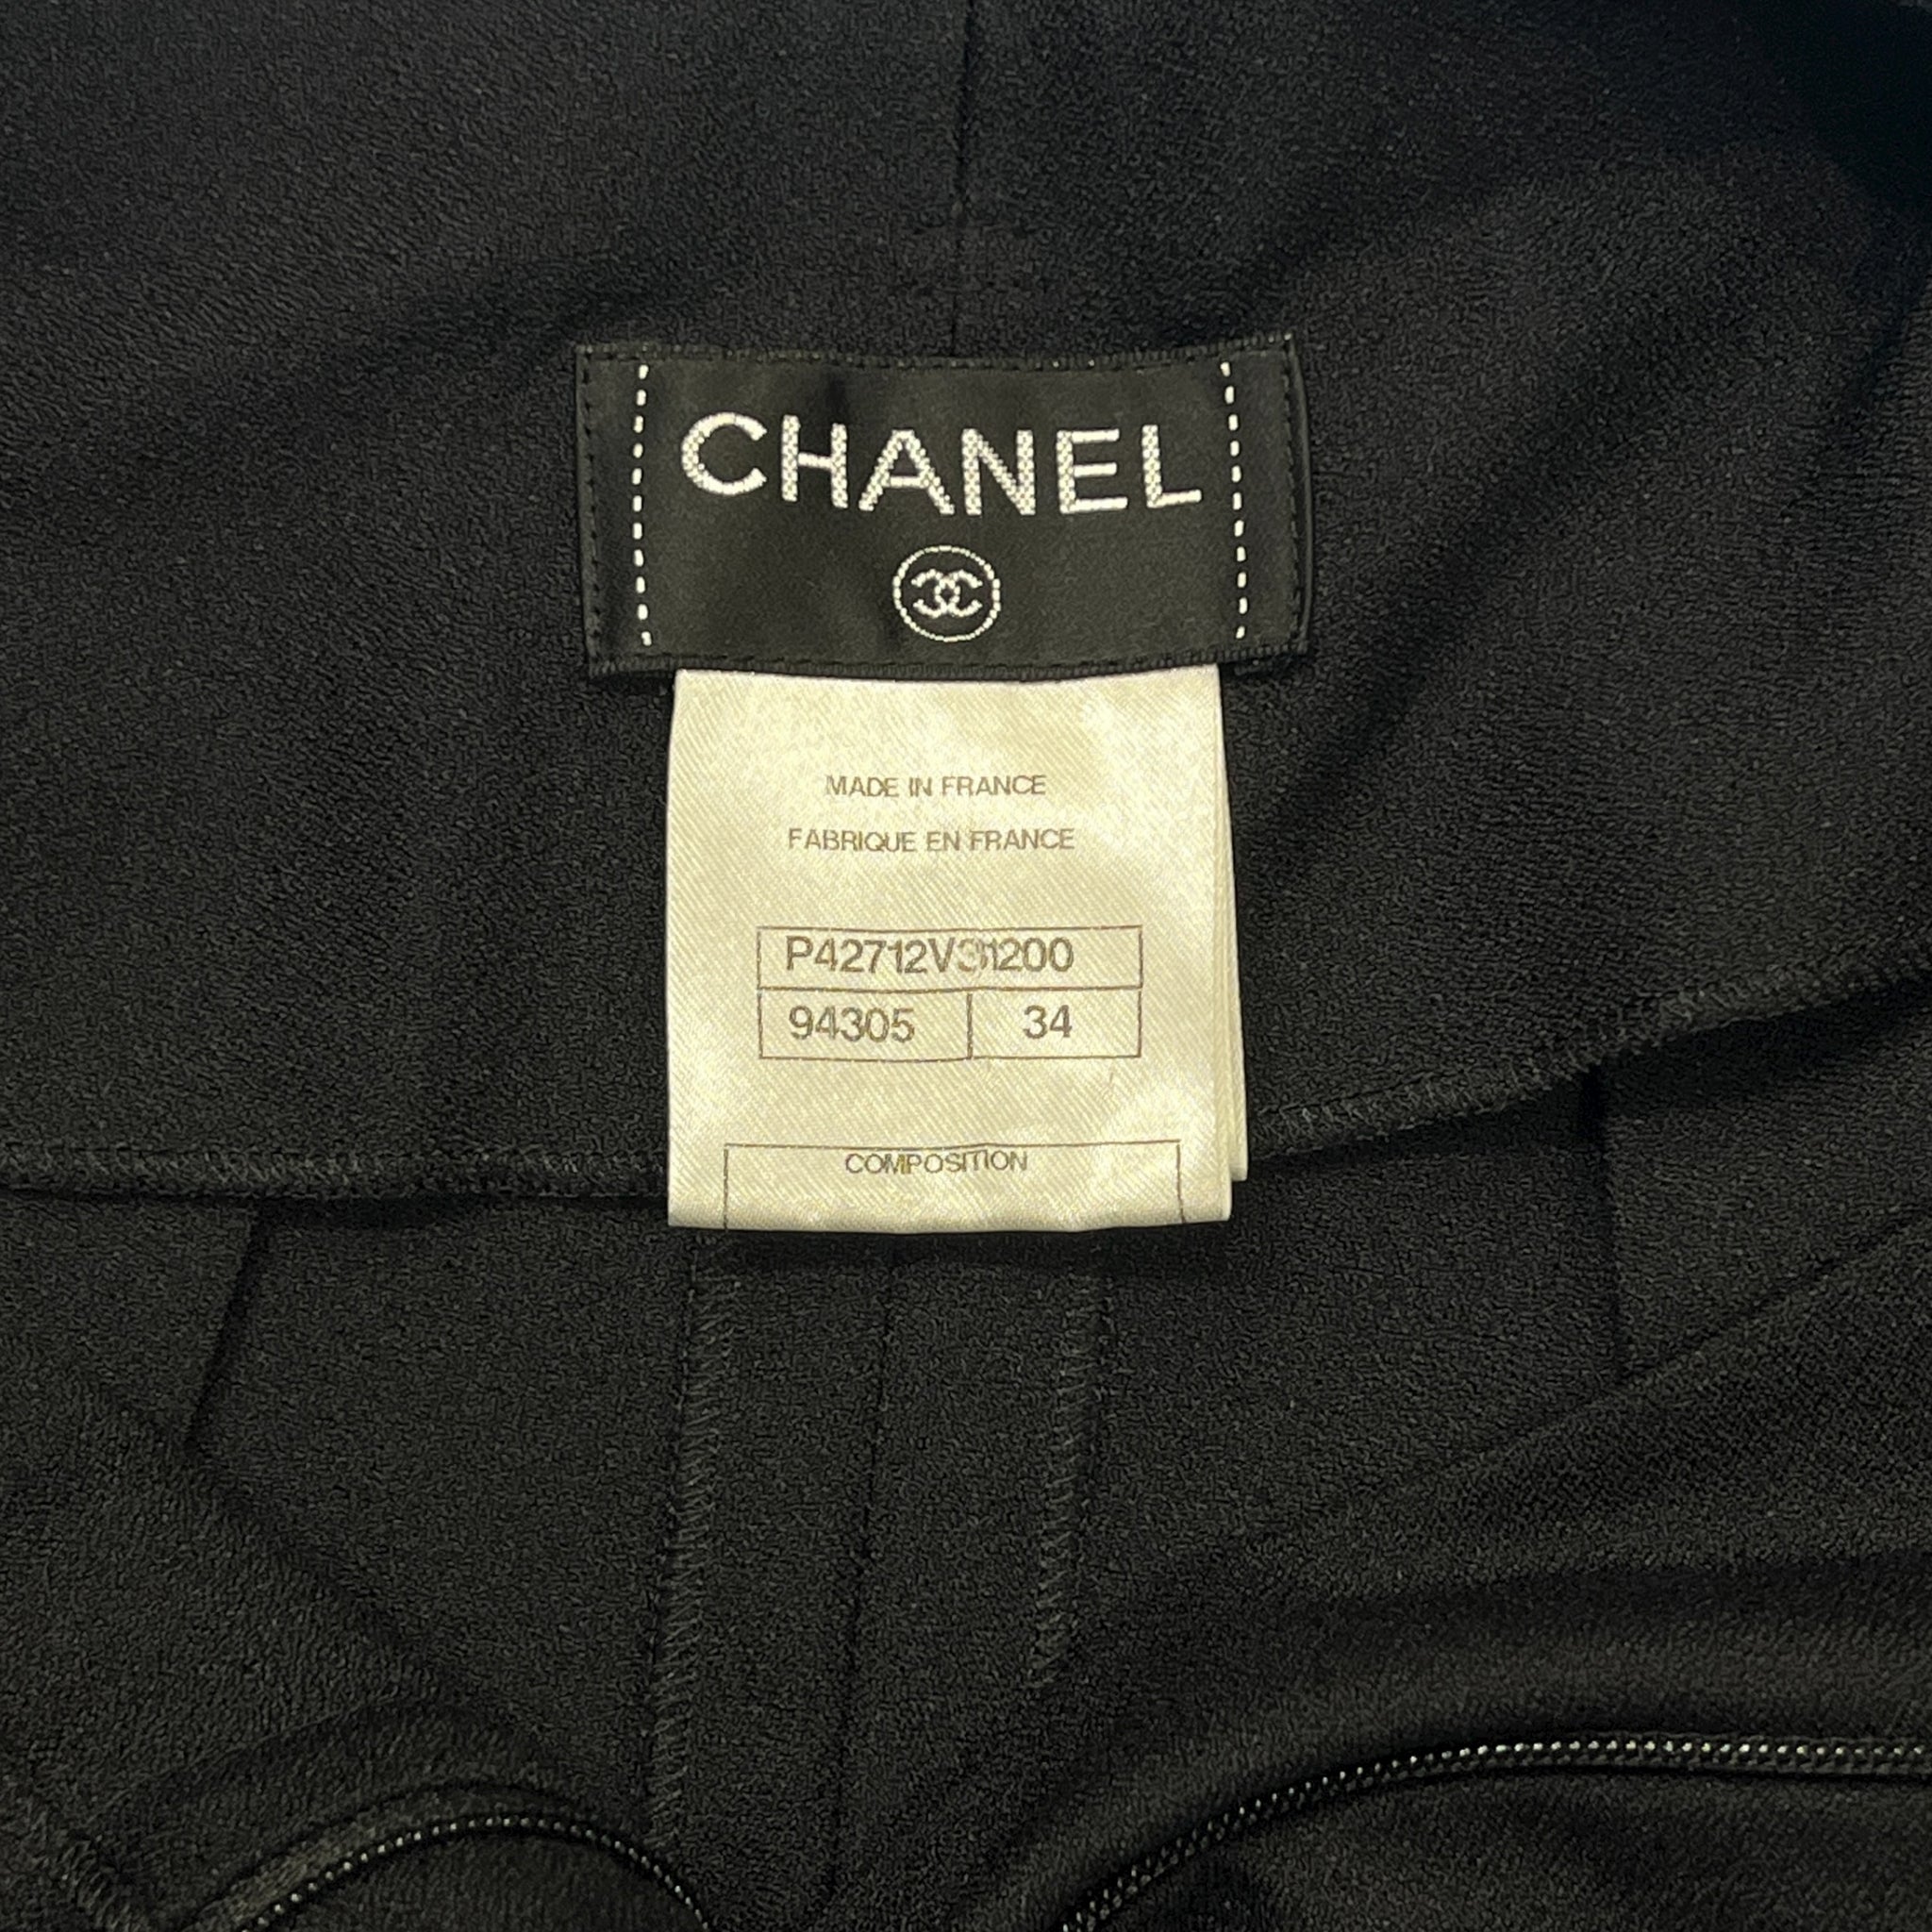 CHANEL
MADE IN FRANCE
FABRIQUE EN FRANCE
P42712V31200
94305 34
COMPOSITION